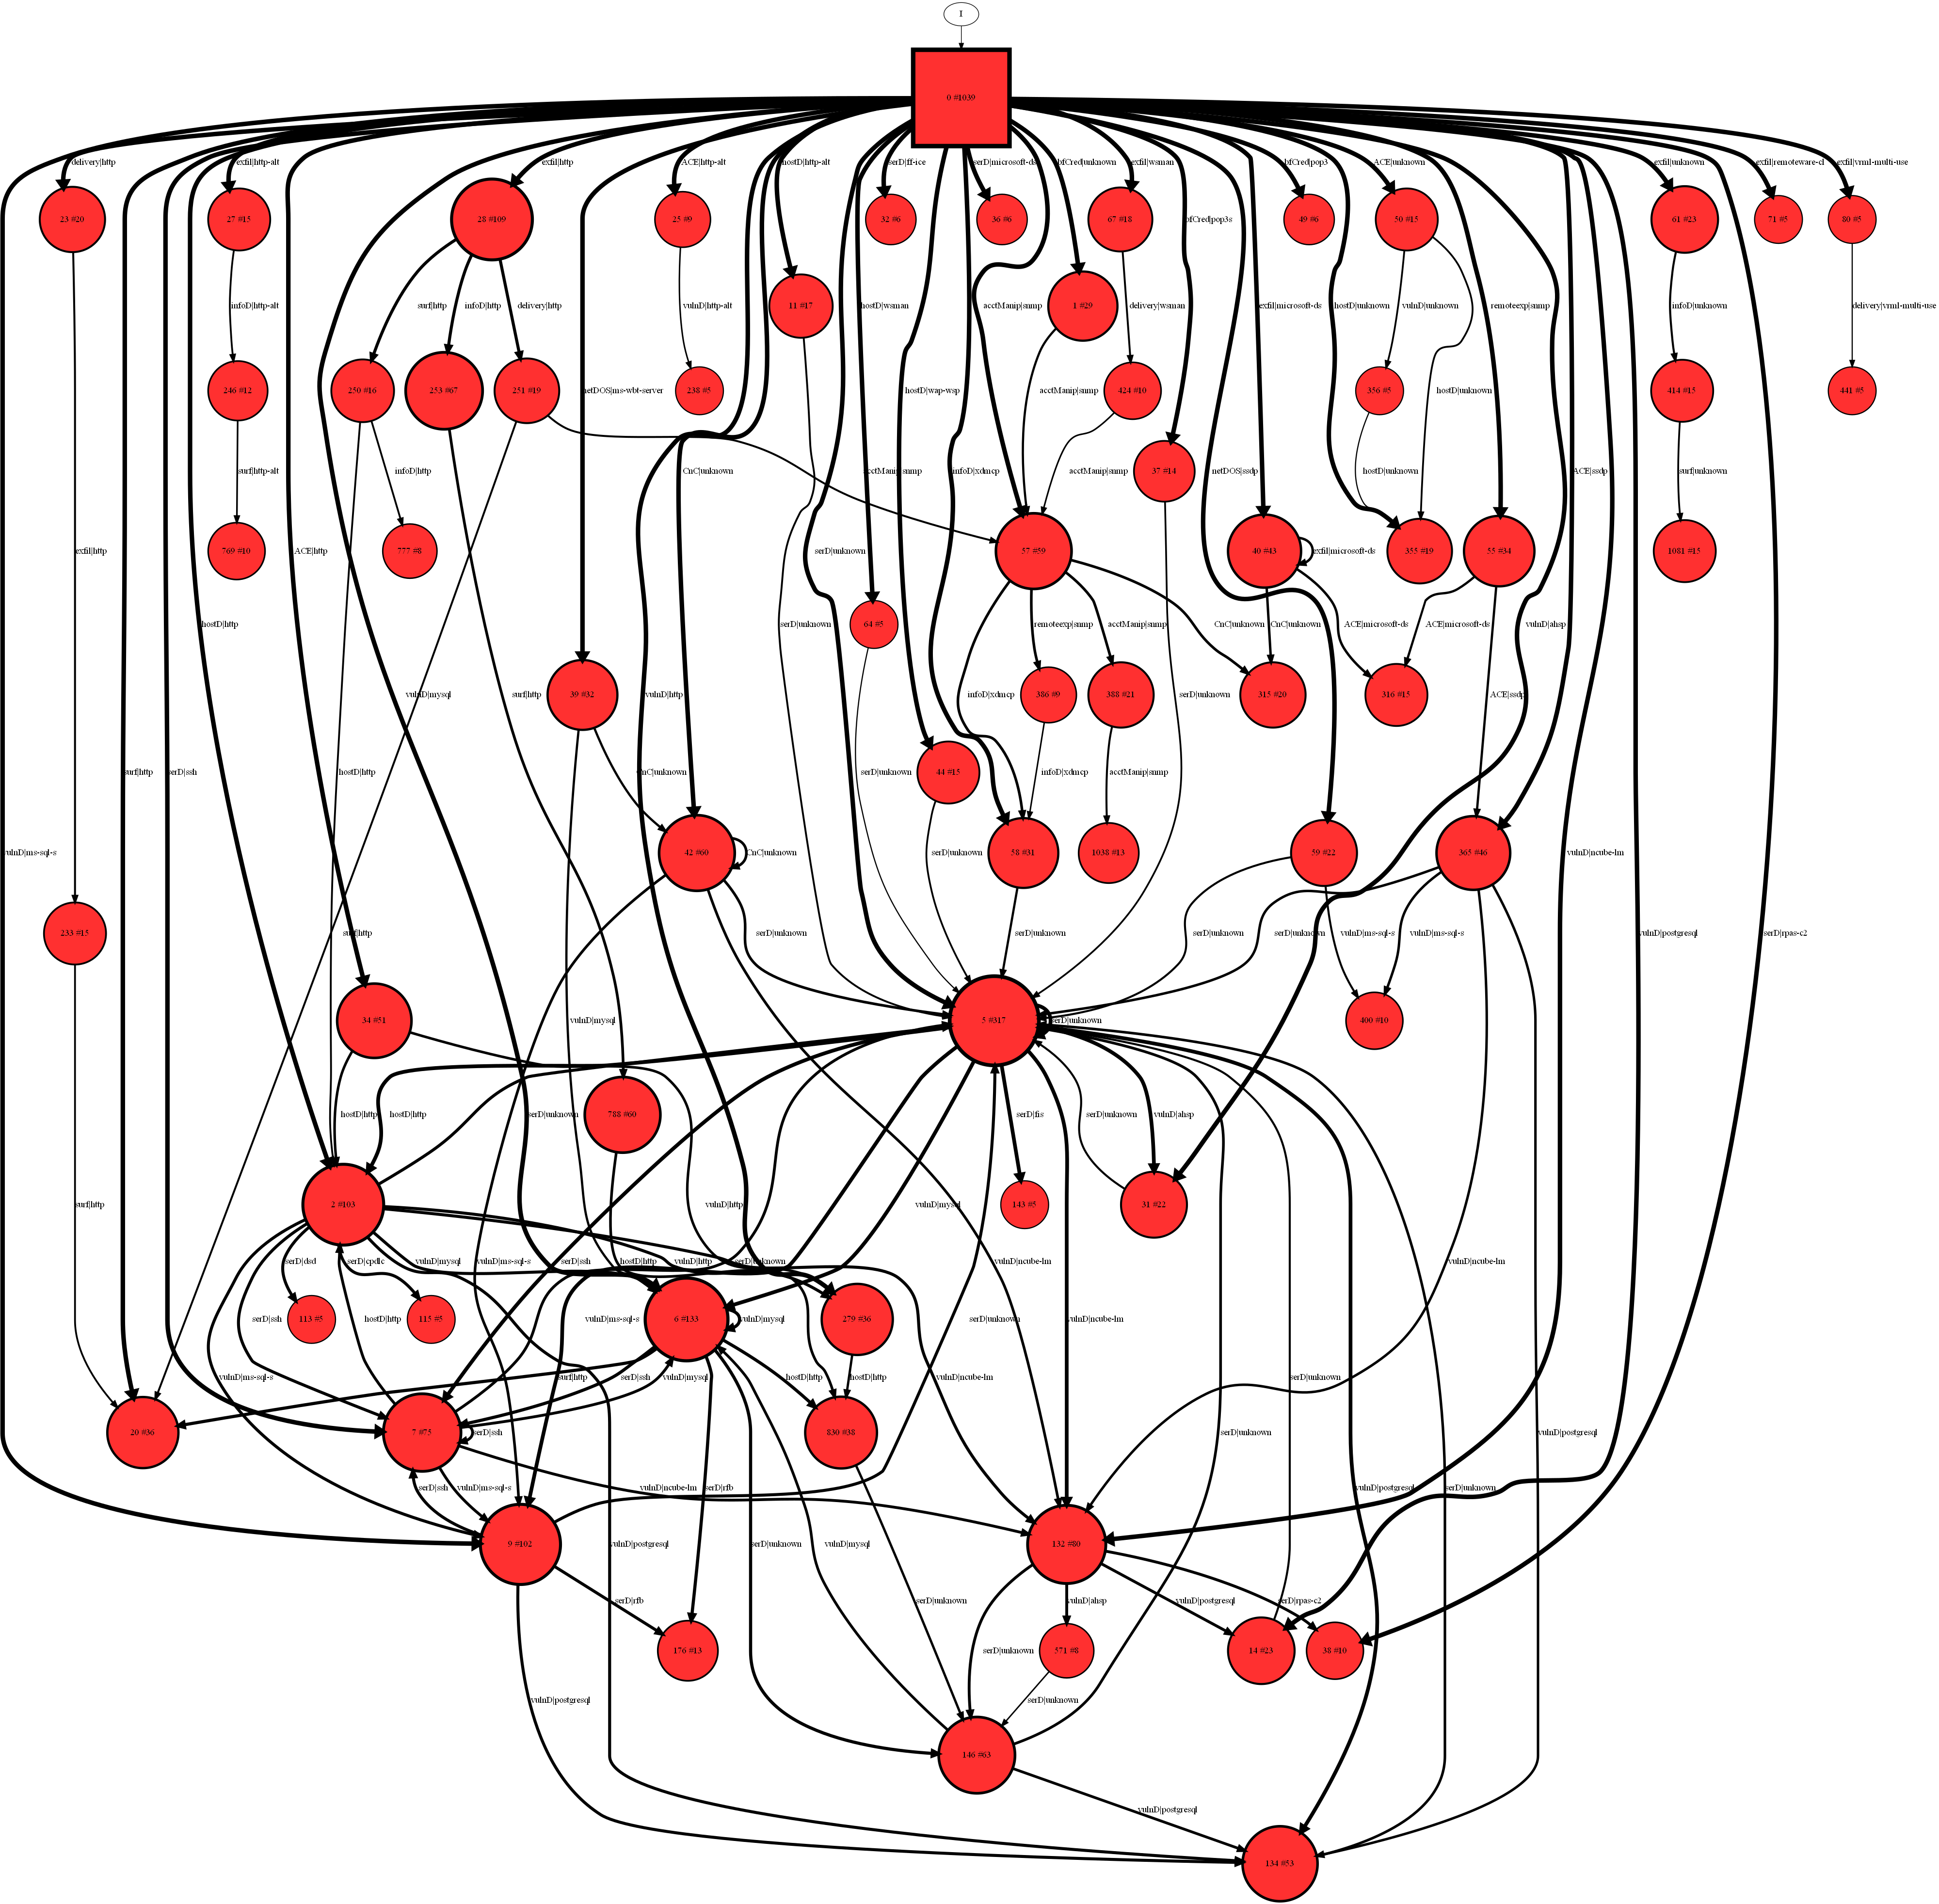 I
0 #1039
delivery|http
exfil|http-alt
exfil|http
ACE|http-alt
hostD|http-alt
serD|ff-ice
serD|microsoft-ds
bfCred|unknown
exfil|wsman
bfCred|pop3
ACE|unknown
exfil|unknown
exfil|remoteware-cl
exfil|vrml-multi-use
23 #20
27 #15
28 #109
25 #9
32 #6
36 #6
67 #18
bfCred|pop3s
49 #6
50 #15
61 #23
71 #5
80 #5
surf|http
infoD|http
delivery|http
vulnD|http-alt
11 #17
hostD|wsman
acctManip|snmp
1 #29
delivery|wsman
exfil|microsoft-ds
hostD|unknown
vulnD|unknown
remoteexp|snmp
infoD|unknown
delivery|vrml-multi-use
infoD|http-alt
246 #12
250 #16
253 #67
251 #19
netDOS|ms-wbt-server
238 #5
hostD|wap-wsp
acctManip|snmp
424 #10
356 #5
hostD|unknown
414 #15
441 #5
surf|http-alt
infoD|http
CnC|unknown
acctManip|snmp
infoD|xdmcp
acctManip|snmp
37 #14
netDOS|ssdp
hostD|unknown
ACE|ssdp
surf|unknown
exfil|http
ACE|http
769 #10
777 #8
serD|unknown
57 #59
40 #43
exfil|microsoft-ds
355 #19
55 #34
1081 #15
hostD|http
serD|unknown
64 #5
remoteexp|snmp
acctManip|snmp
CnC|unknown
CnC|unknown
ACE|microsoft-ds
ACE|microsoft-ds
vulnD|ahsp
vulnD|mysql
surf|http
39 #32
vulnD|http
infoD|xdmcp
386 #9
388 #21
serD|unknown
315 #20
316 #15
ACE|ssdp
surf|http
serD|ssh
hostD|http
CnC|unknown
serD|unknown
44 #15
infoD|xdmcp
acctManip|snmp
vulnD|ms-sql-s
42 #60
CnC|unknown
serD|unknown
58 #31
1038 #13
59 #22
365 #46
vulnD|ncube-lm
233 #15
surf|http
serD|unknown
serD|unknown
serD|unknown
serD|unknown
vulnD|ms-sql-s
vulnD|ms-sql-s
vulnD|postgresql
serD|rpas-c2
34 #51
vulnD|mysql
5 #317
serD|unknown
400 #10
hostD|http
hostD|http
serD|unknown
788 #60
serD|fis
serD|unknown
vulnD|ahsp
surf|http
2 #103
vulnD|http
vulnD|mysql
143 #5
31 #22
serD|dsd
serD|cpdlc
vulnD|mysql
vulnD|ms-sql-s
serD|ssh
hostD|http
vulnD|http
serD|unknown
vulnD|ncube-lm
vulnD|ncube-lm
serD|ssh
113 #5
hostD|http
115 #5
vulnD|ms-sql-s
6 #133
vulnD|mysql
279 #36
serD|unknown
vulnD|ncube-lm
vulnD|ms-sql-s
surf|http
serD|ssh
vulnD|mysql
hostD|http
hostD|http
vulnD|ncube-lm
20 #36
7 #75
serD|ssh
830 #38
serD|unknown
vulnD|postgresql
serD|ssh
vulnD|ms-sql-s
vulnD|ncube-lm
serD|rfb
vulnD|postgresql
serD|unknown
9 #102
vulnD|postgresql
serD|unknown
vulnD|mysql
132 #80
serD|unknown
serD|rfb
serD|unknown
vulnD|ahsp
vulnD|postgresql
serD|rpas-c2
176 #13
serD|unknown
571 #8
14 #23
38 #10
vulnD|postgresql
serD|unknown
146 #63
vulnD|postgresql
134 #53